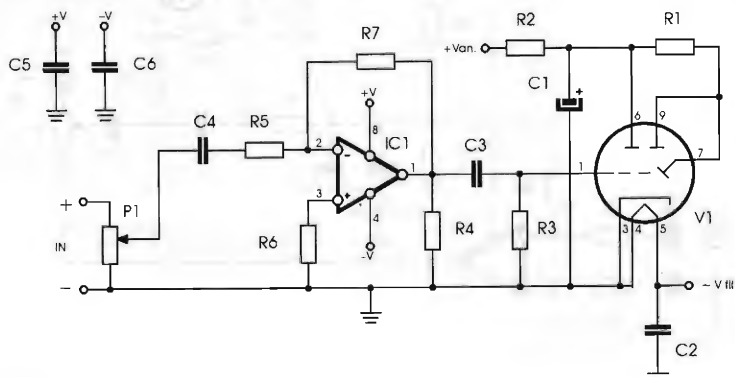 +V
-V
R7
R2
R1
+Van.
C5
C6
+V
C1
+
C4
R5
8
IC1
6
9
2
-
1
C3
7
3
+
1
+
P1
IN
-
4
-V
R6
R4
R3
3
4
5
V1
~ V fil
C2